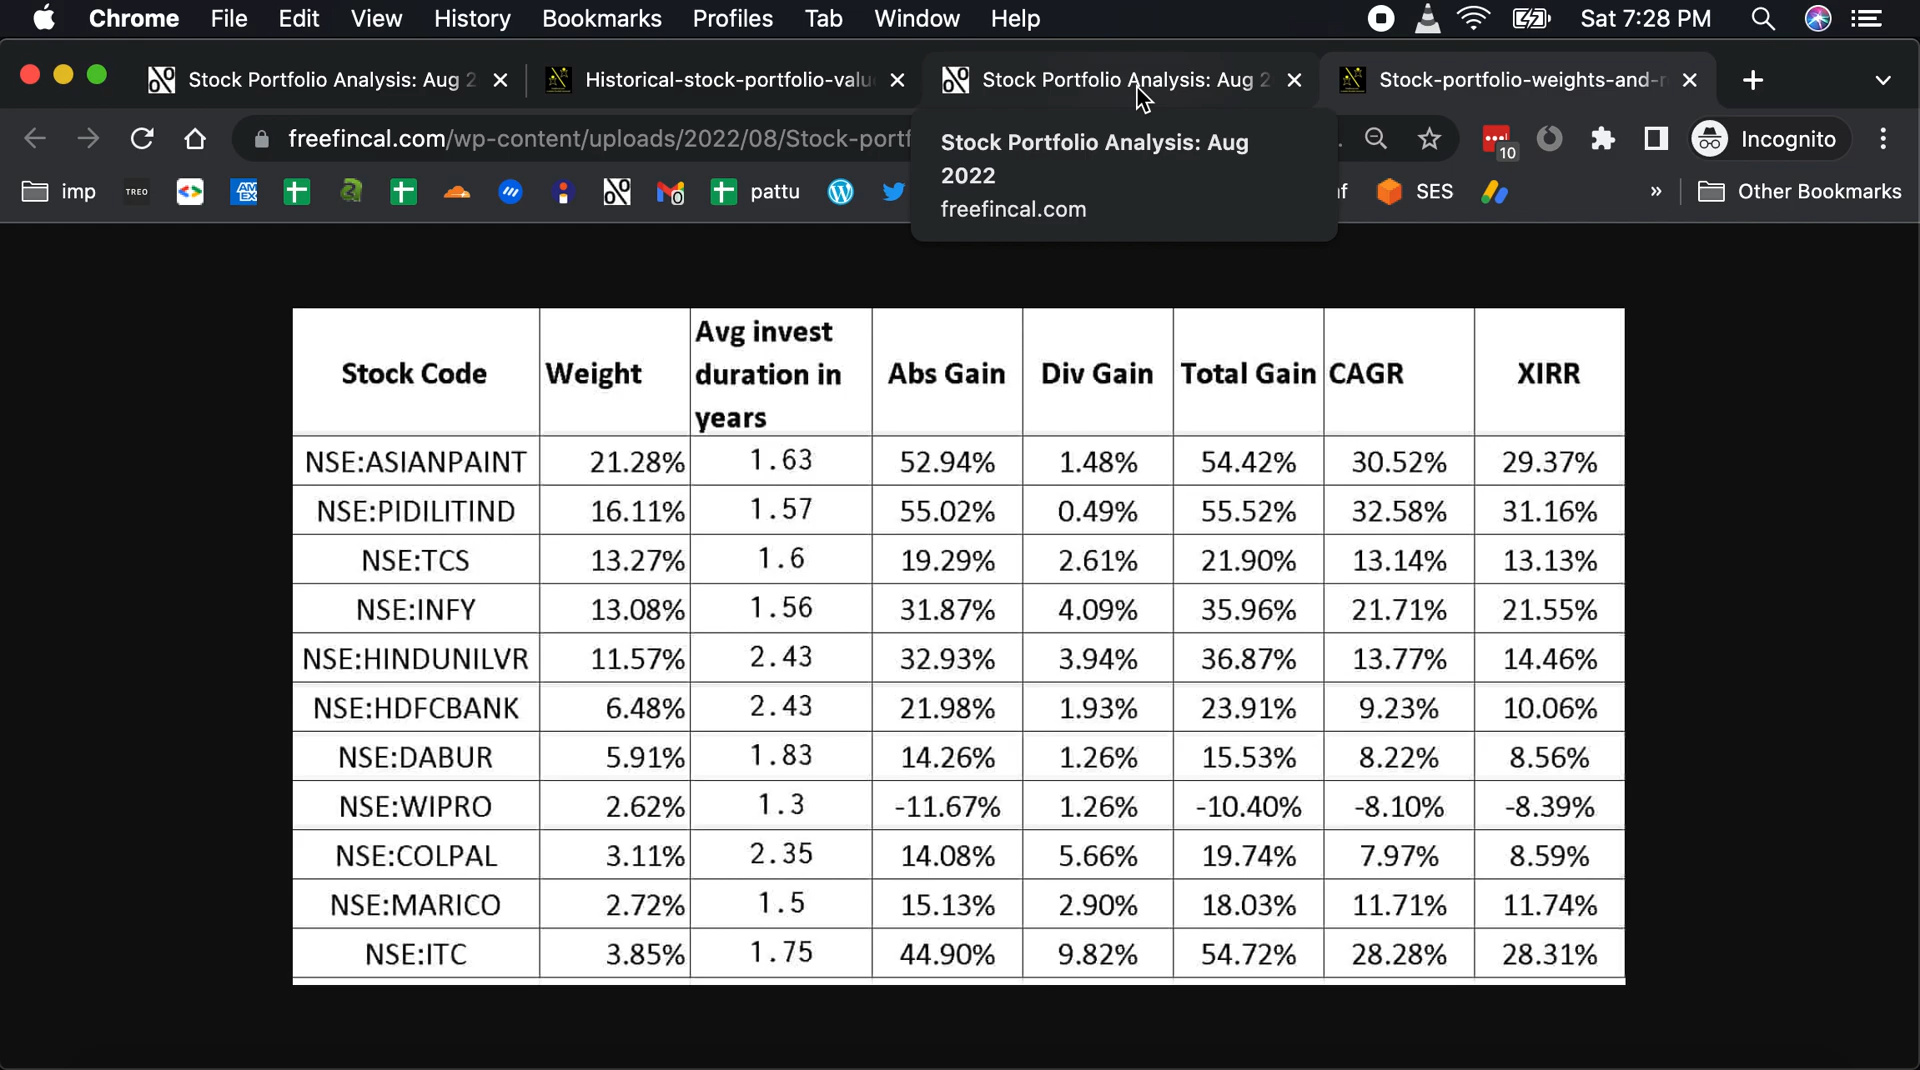 Chrome File Edit View History Bookmarks Profiles Tab Window Help Sat 7:28 PM
Stock Portfolio Analysis: Aug 2 Historical-stock-portfolio-valu Stock Portfolio Analysis: Aug 2 Stock-portfolio-weights-and-r
freefincal.com/wp-content/uploads/2022/08/Stock-portf 10 Incognito
Stock Portfolio Analysis: Aug
2022
freefincal.com
imp TREO AMEX pattu SES » Other Bookmarks
Stock Code Weight Avg invest duration in years Abs Gain Div Gain Total Gain CAGR XIRR
NSE:ASIANPAINT 21.28% 1.63 52.94% 1.48% 54.42% 30.52% 29.37%
NSE:PIDILITIND 16.11% 1.57 55.02% 0.49% 55.52% 32.58% 31.16%
NSE:TCS 13.27% 1.6 19.29% 2.61% 21.90% 13.14% 13.13%
NSE:INFY 13.08% 1.56 31.87% 4.09% 35.96% 21.71% 21.55%
NSE:HINDUNILVR 11.57% 2.43 32.93% 3.94% 36.87% 13.77% 14.46%
NSE:HDFCBANK 6.48% 2.43 21.98% 1.93% 23.91% 9.23% 10.06%
NSE:DABUR 5.91% 1.83 14.26% 1.26% 15.53% 8.22% 8.56%
NSE:WIPRO 2.62% 1.3 -11.67% 1.26% -10.40% -8.10% -8.39%
NSE:COLPAL 3.11% 2.35 14.08% 5.66% 19.74% 7.97% 8.59%
NSE:MARICO 2.72% 1.5 15.13% 2.90% 18.03% 11.71% 11.74%
NSE:ITC 3.85% 1.75 44.90% 9.82% 54.72% 28.28% 28.31%